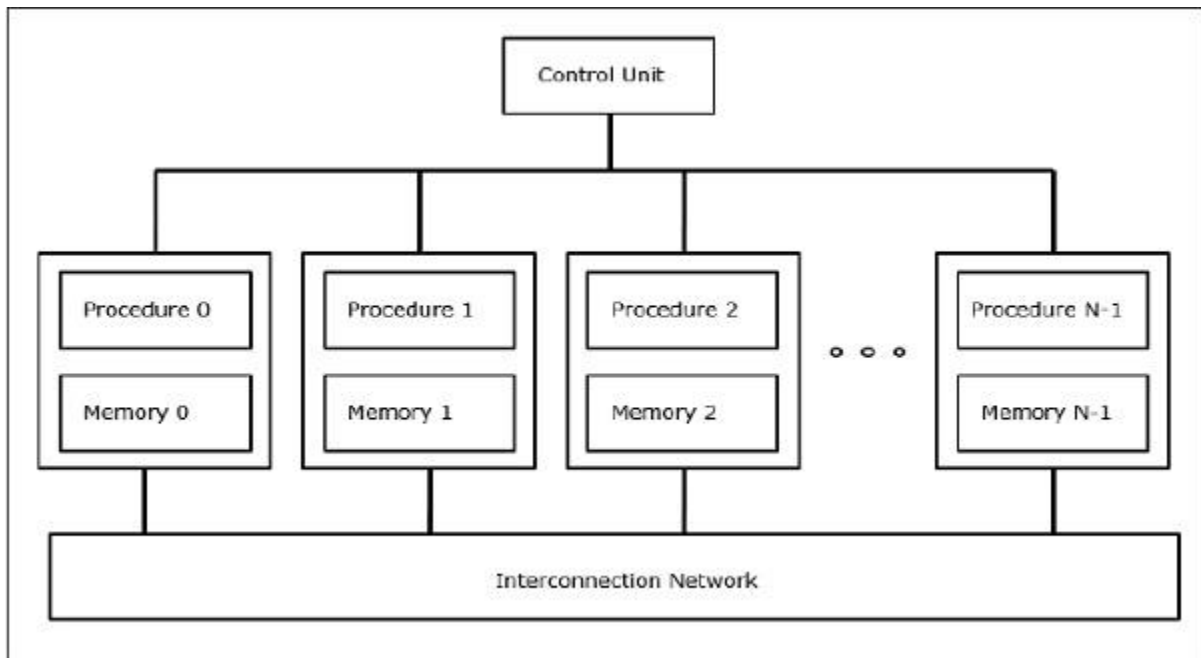 Control Unit
Procedure 0
Procedure 1
Procedure 2
Procedure N-1
Memory 0
Memory 1
Memory 2
Memory N-1
Interconnection Network